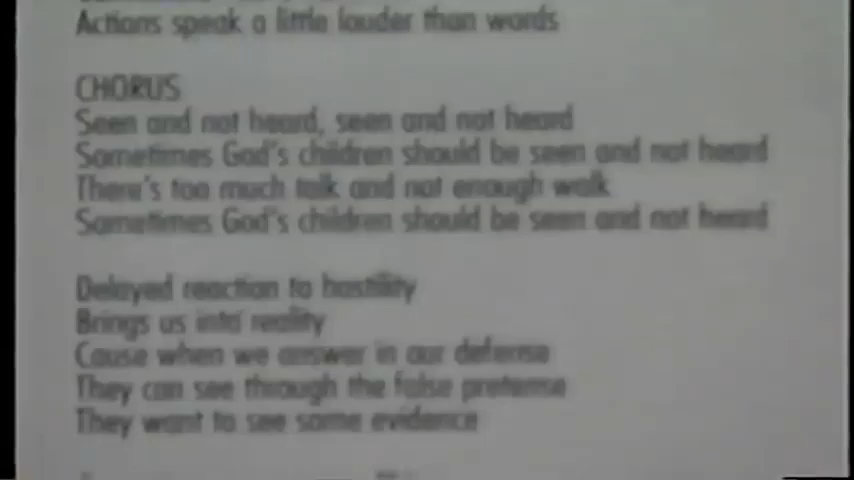 Actions speak a little louder than words
CHORUS
Seen and not heard, seen and not heard
Sometimes God's children should be seen and not heard
There's too much talk and not enough walk
Sometimes God's children should be seen and not heard
Delayed reaction to hostility
Brings us into reality
Cause when we answer in our defense
They can see through the false pretense
They want to see some evidence